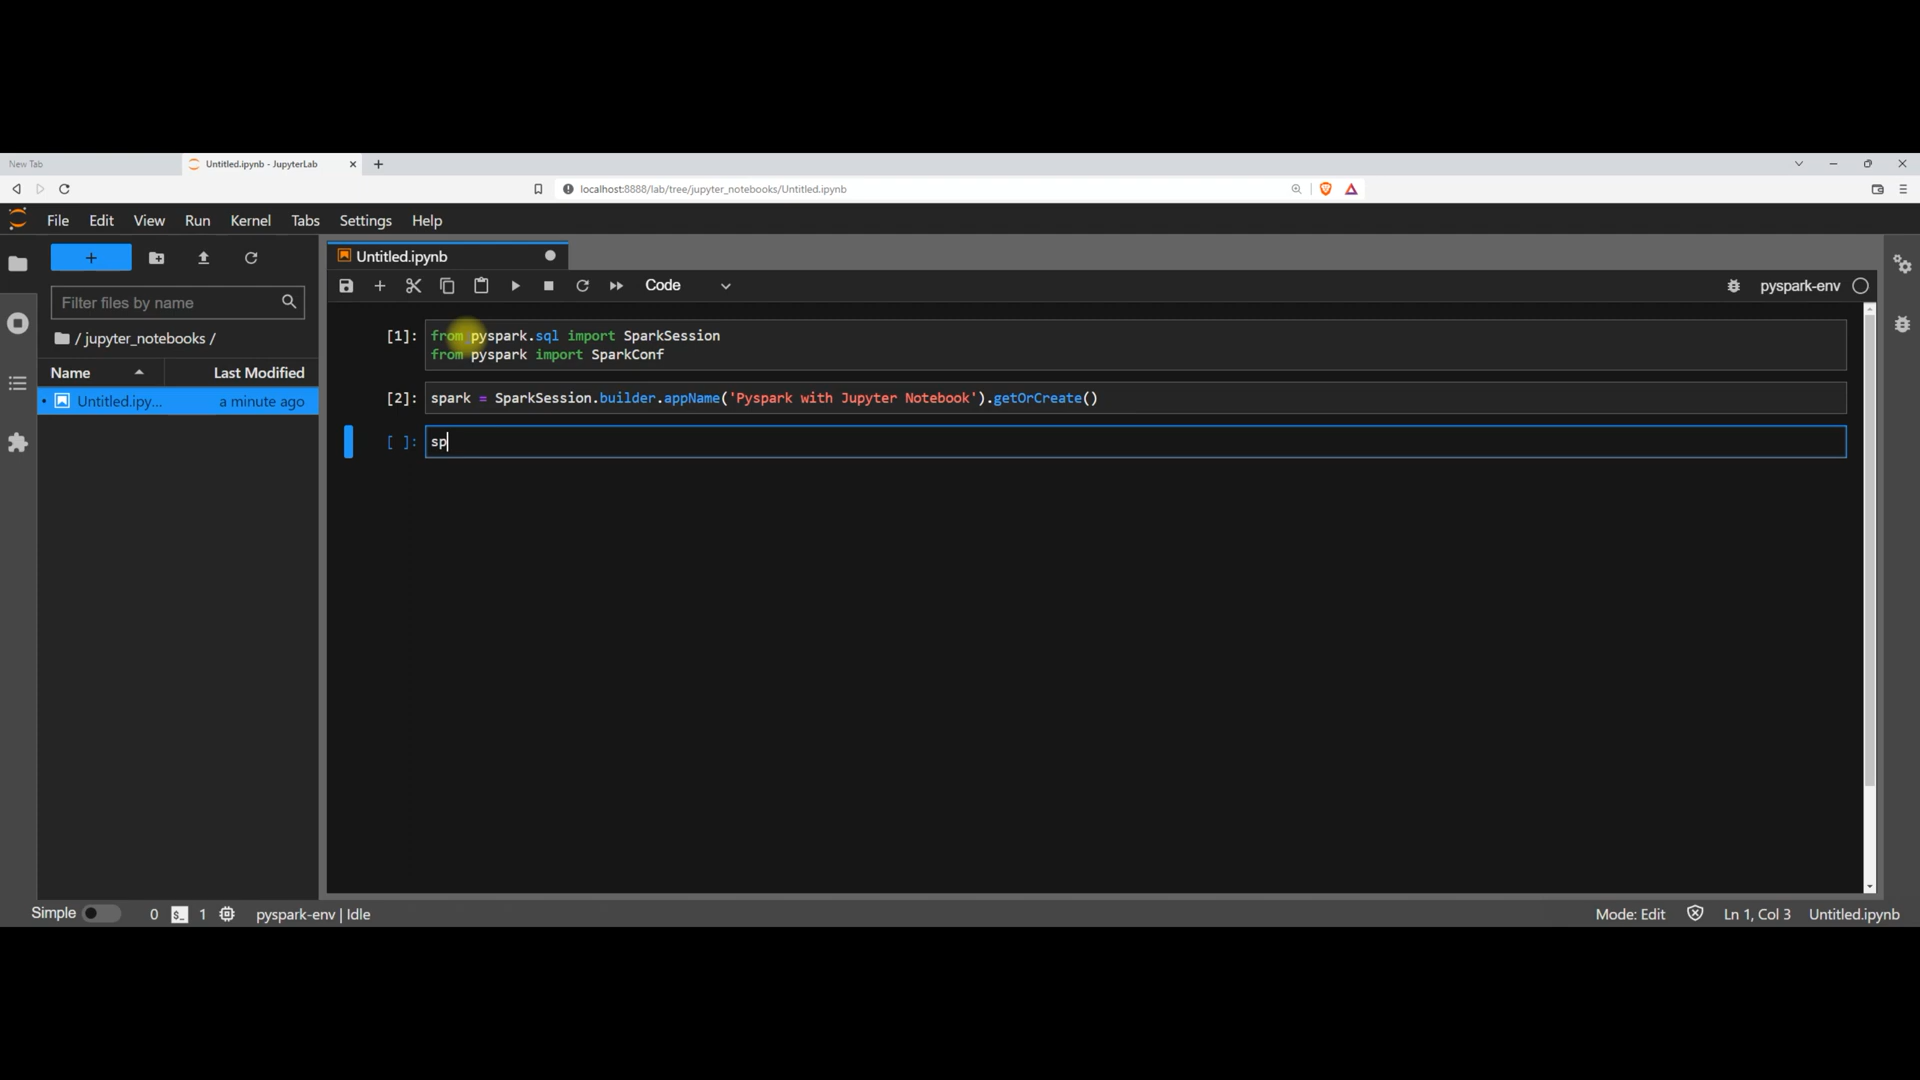 New Tab
Untitled.ipynb - JupyterLab
localhost:8888/lab/tree/jupyter_notebooks/Untitled.ipynb
File Edit View Run Kernel Tabs Settings Help
Untitled.ipynb
Filter files by name
Code
pyspark-env
/ jupyter_notebooks /
Name Last Modified
Untitled.ipy... a minute ago
[1]: from pyspark.sql import SparkSession
from pyspark import SparkConf
[2]: spark = SparkSession.builder.appName('Pyspark with Jupyter Notebook').getOrCreate()
[ ]: sp
Simple 0 $_ 1 pyspark-env | Idle Mode: Edit Ln 1, Col 3 Untitled.ipynb